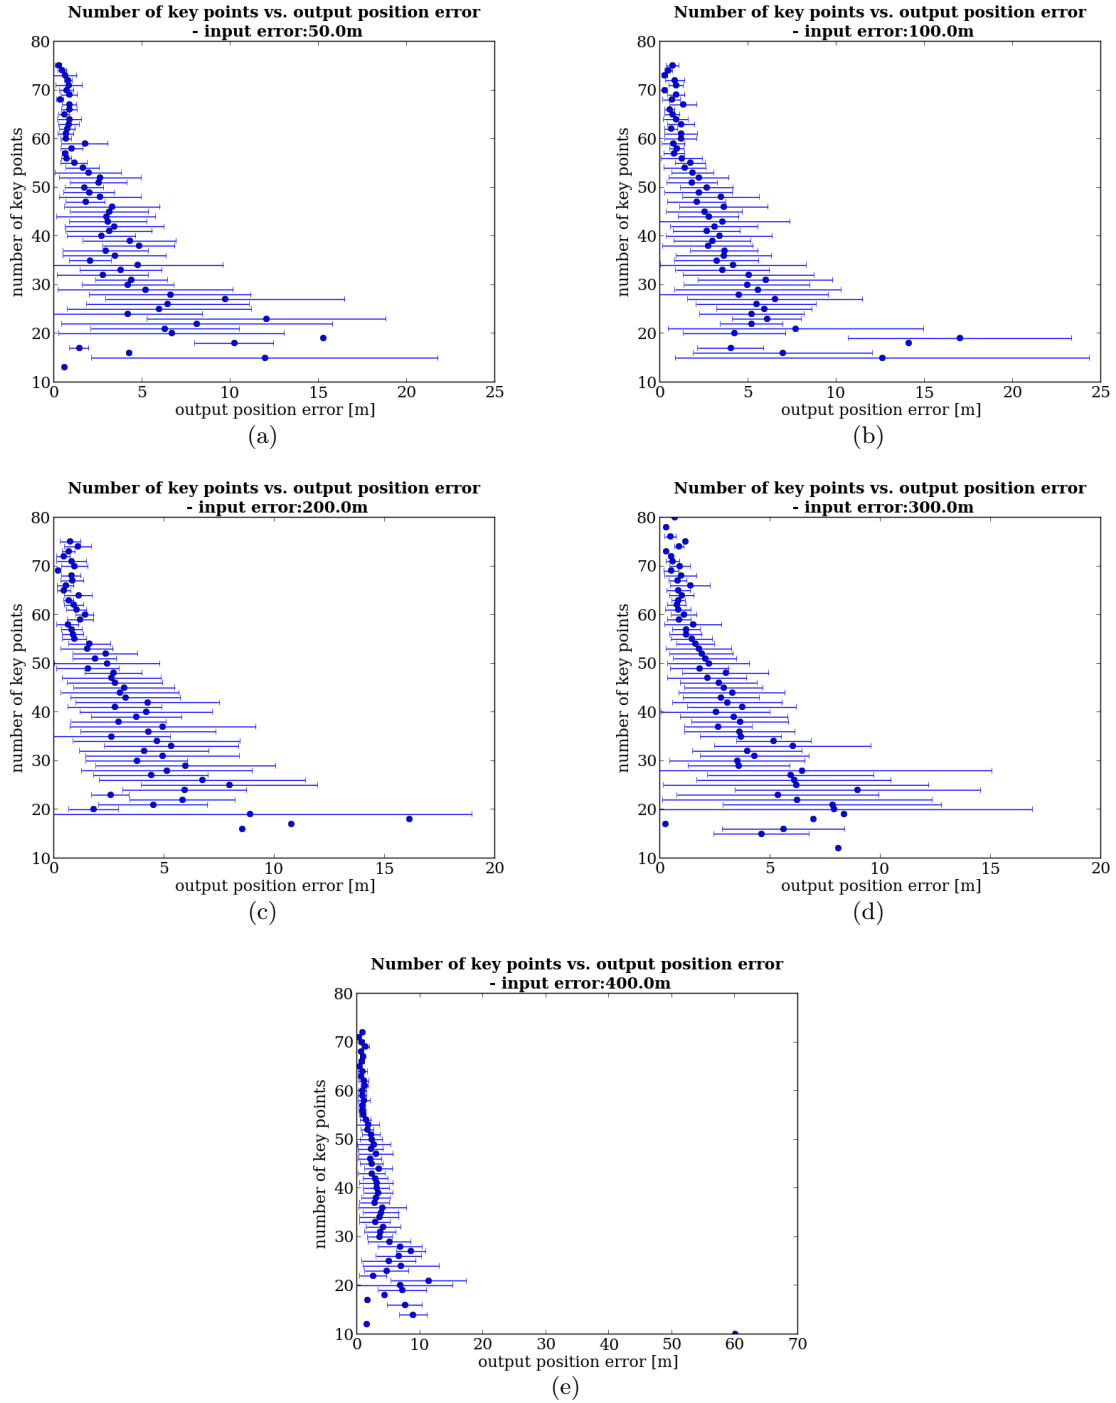 Number of key points vs. output position error
- input error:50.0m
80
70
60
50
40
30
20
10
number of key points
0
5
10
15
20
25
output position error [m]
(a)
Number of key points vs. output position error
- input error:100.0m
80
70
60
50
40
30
20
10
number of key points
0
5
10
15
20
25
output position error [m]
(b)
Number of key points vs. output position error
- input error:200.0m
80
70
60
50
40
30
20
10
number of key points
0
5
10
15
20
output position error [m]
(c)
Number of key points vs. output position error
- input error:300.0m
80
70
60
50
40
30
20
10
number of key points
0
5
10
15
20
output position error [m]
(d)
Number of key points vs. output position error
- input error:400.0m
80
70
60
50
40
30
20
10
number of key points
0
10
20
30
40
50
60
70
output position error [m]
(e)